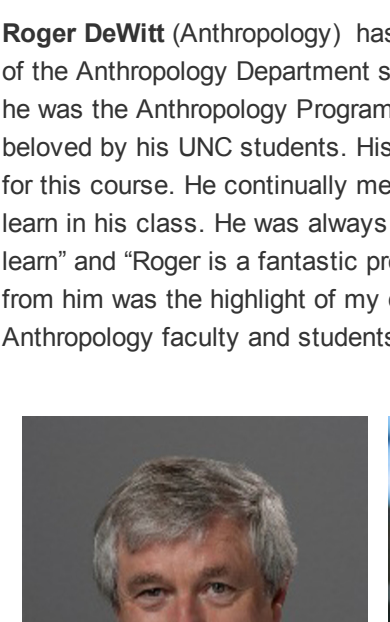 Roger DeWitt (Anthropology) has
of the Anthropology Department s
he was the Anthropology Program
beloved by his UNC students. His
for this course. He continually me
learn in his class. He was always
learn” and “Roger is a fantastic pr
from him was the highlight of my
Anthropology faculty and students